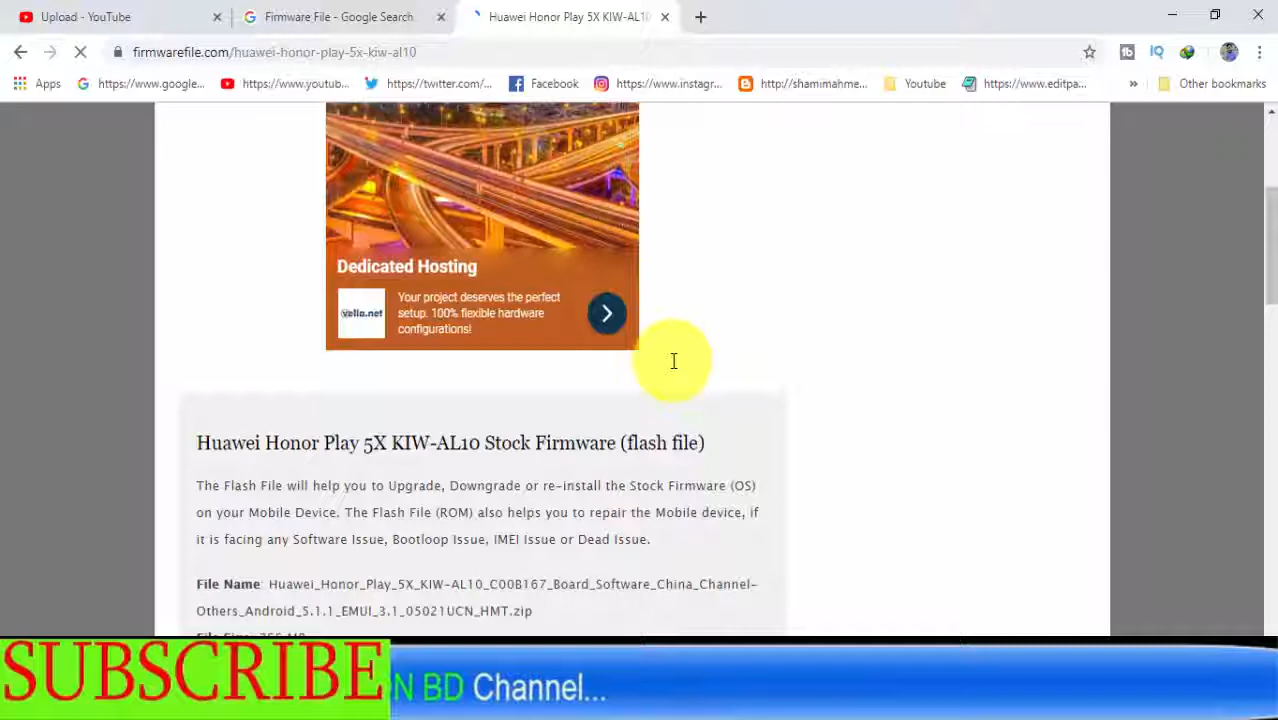 Upload - YouTube
Firmware File - Google Search
Huawei Honor Play 5X KIW-AL10
firmwarefile.com/huawei-honor-play-5x-kiw-al10
Apps
https://www.google...
https://www.youtub...
https://twitter.com/...
Facebook
https://www.instagr...
http://shamimahme...
Youtube
https://www.editpa...
»
Other bookmarks
Dedicated Hosting
Your project deserves the perfect
setup. 100% flexible hardware
configurations!
Huawei Honor Play 5X KIW-AL10 Stock Firmware (flash file)
The Flash File will help you to Upgrade, Downgrade or re-install the Stock Firmware (OS)
on your Mobile Device. The Flash File (ROM) also helps you to repair the Mobile device, if
it is facing any Software Issue, Bootloop Issue, IMEI Issue or Dead Issue.
File Name: Huawei_Honor_Play_5X_KIW-AL10_C00B167_Board_Software_China_Channel-
Others_Android_5.1.1_EMUI_3.1_05021UCN_HMT.zip
SUBSCRIBE
N BD Channel...